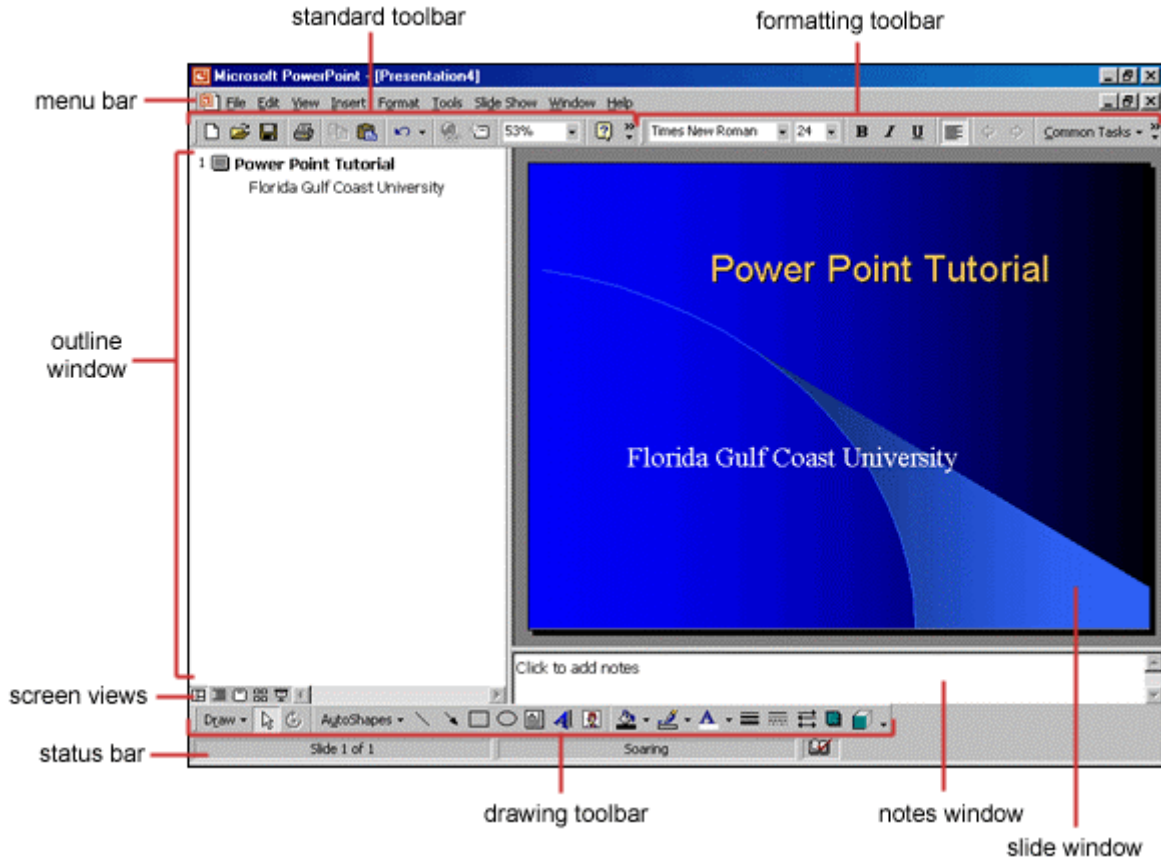 standard toolbar
formatting toolbar
Microsoft PowerPoint - [Presentation4]
menu bar
File Edit View Insert Format Tools Slide Show Window Help
53%
Times New Roman 24 B I U Common Tasks
1 Power Point Tutorial
Florida Gulf Coast University
Power Point Tutorial
outline
window
Florida Gulf Coast University
Click to add notes
screen views
Draw AutoShapes A
status bar
Slide 1 of 1 Soaring
drawing toolbar
notes window
slide window